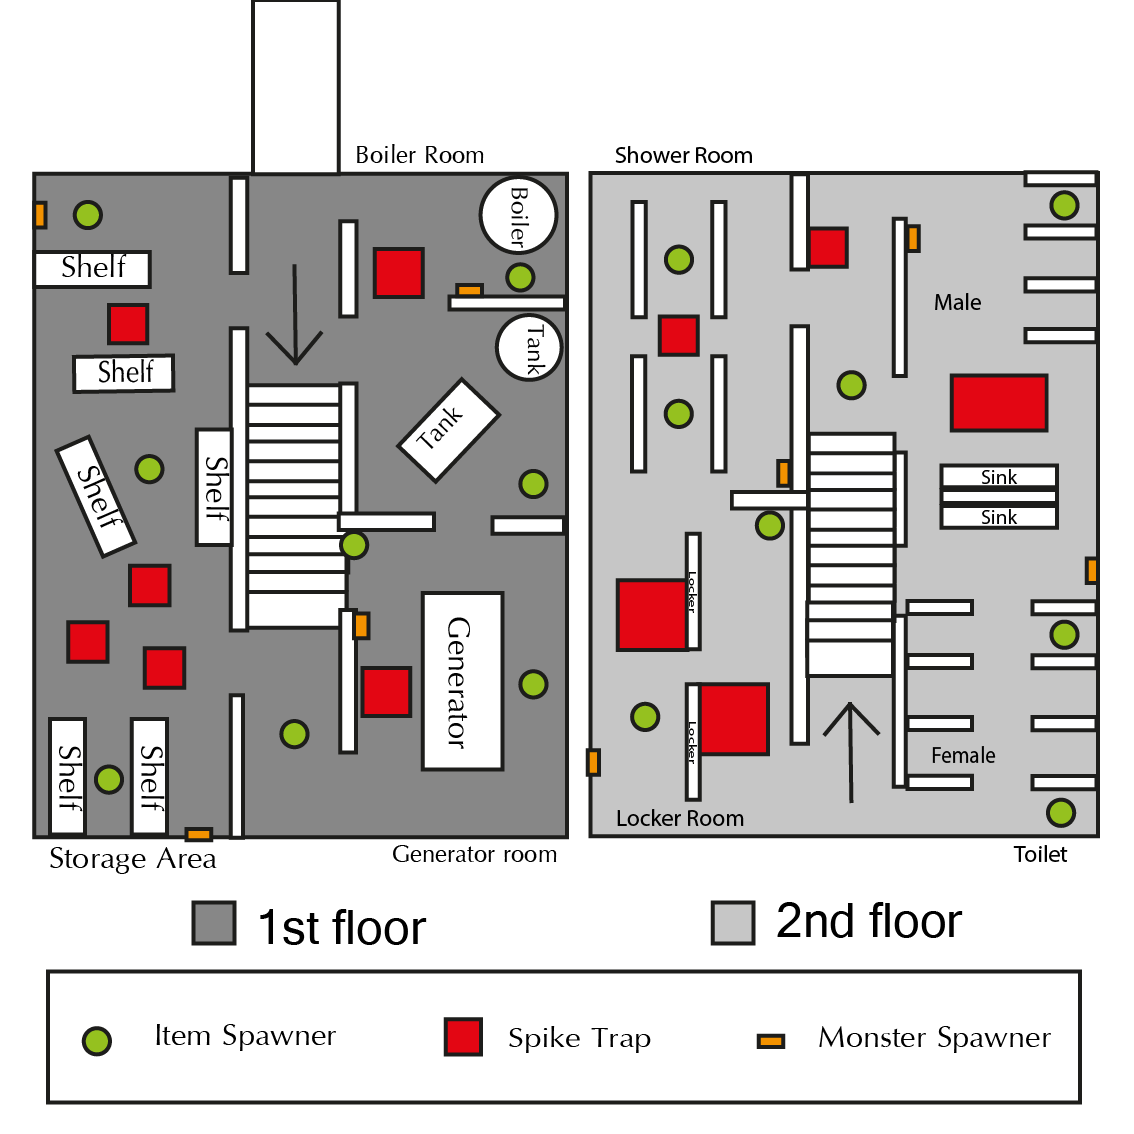 Boiler Room
Shower Room
Boiler
Shelf
Tank
Male
Shelf
Tank
Shelf
Shelf
Sink
Sink
Locker
Generator
Locker
Shelf
Shelf
Female
Locker Room
Storage Area
Generator room
Toilet
1st floor
2nd floor
Item Spawner
Spike Trap
Monster Spawner